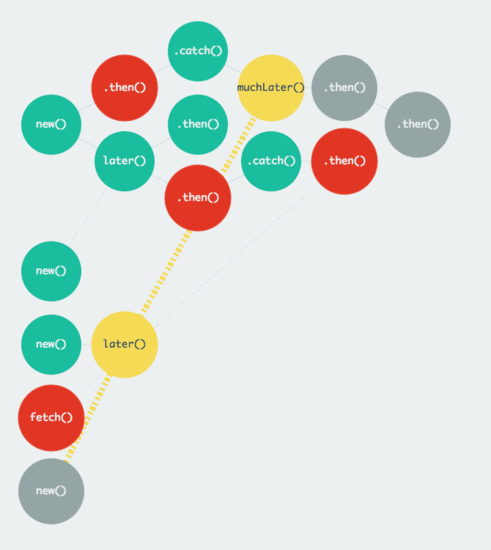 .catch()
.then()
muchLater()
.then()
new()
.then()
.then()
later()
.catch()
.then()
.then()
new()
new()
later()
fetch()
new()